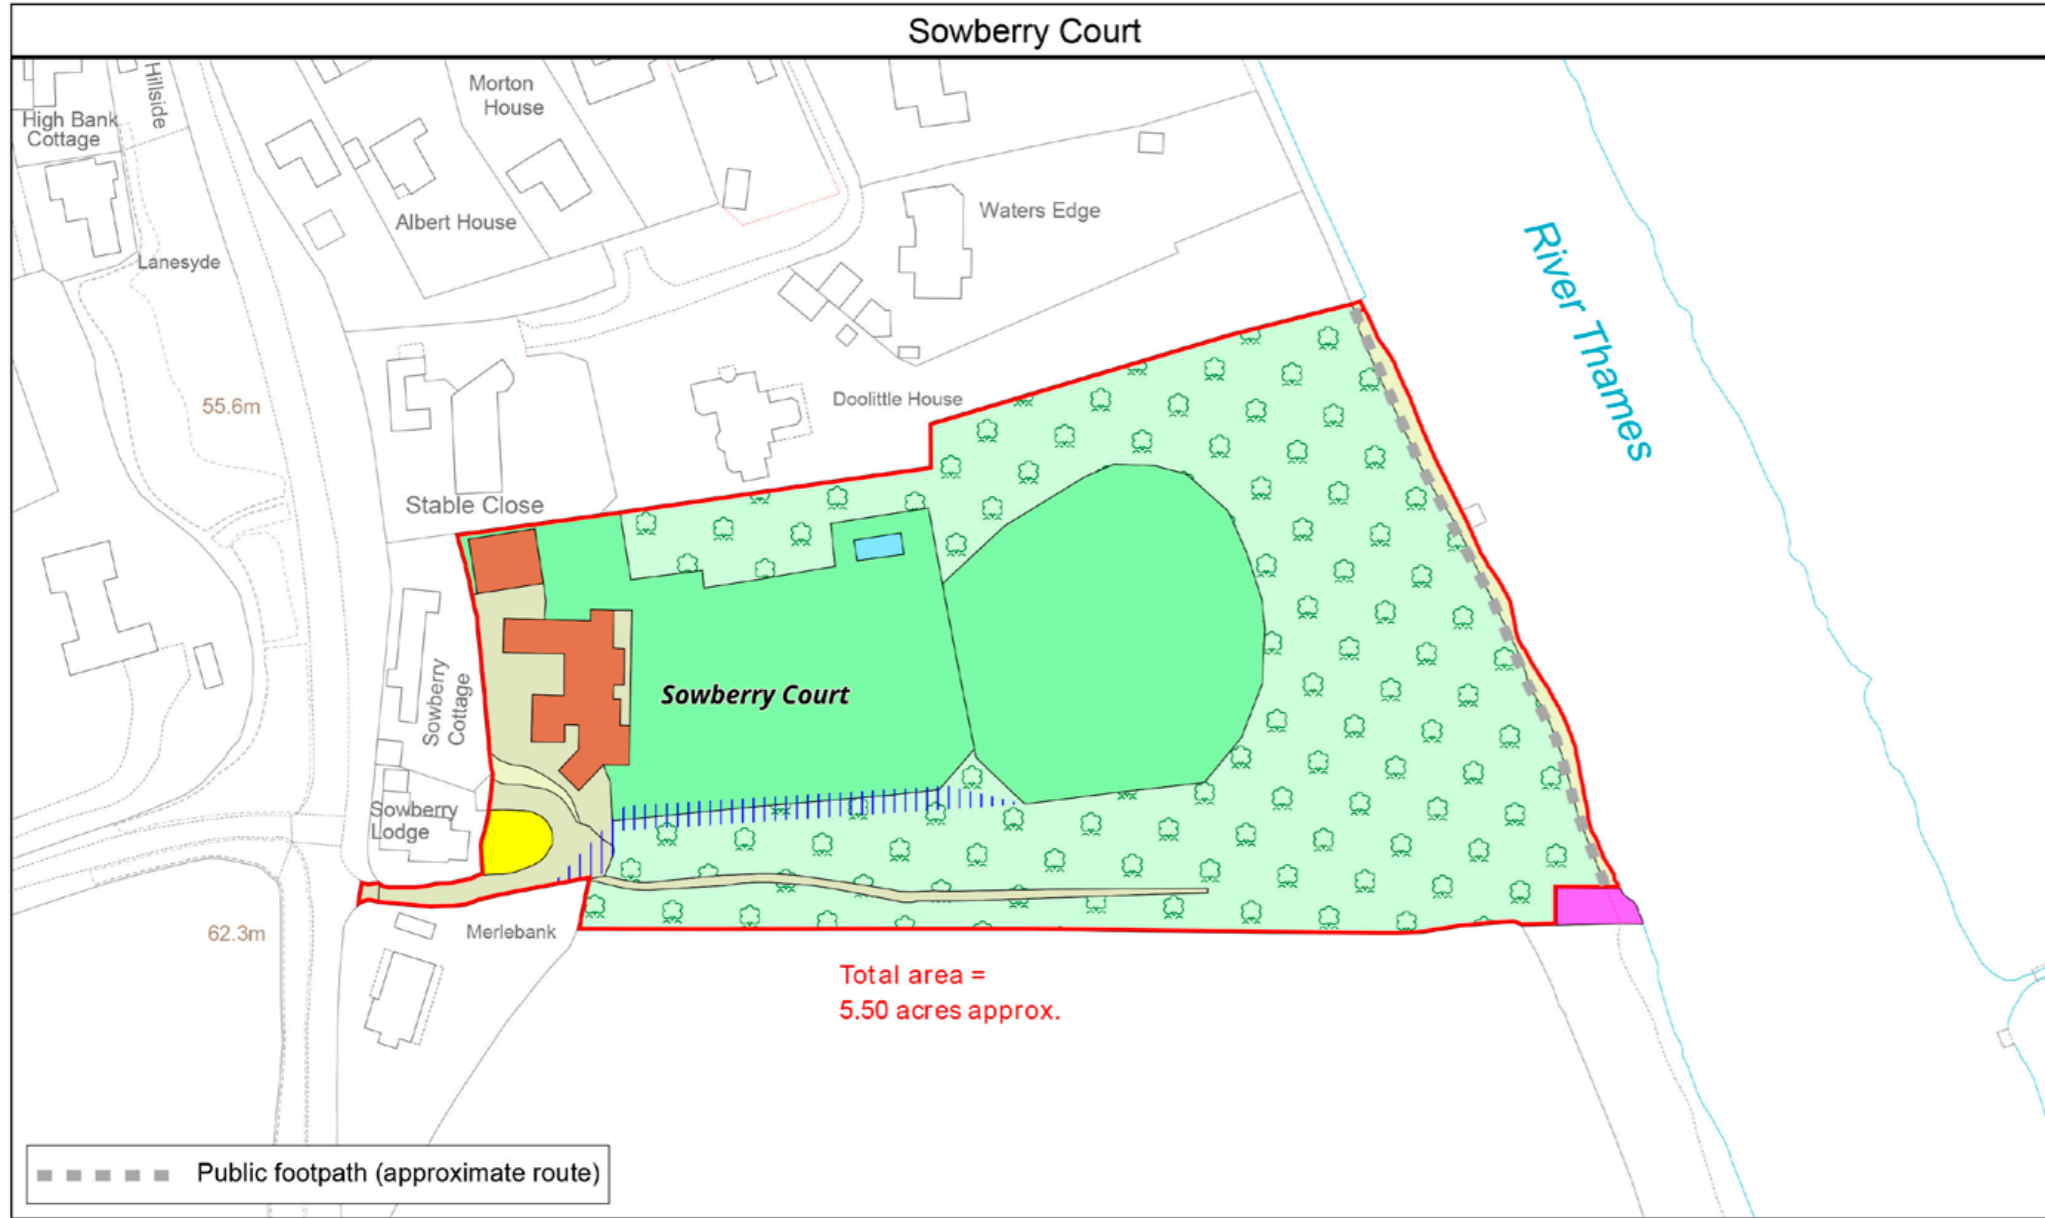 Sowberry Court
Hillside
Morton
House
High Bank
Cottage
Albert House
Waters Edge
Lanesyde
River Thames
55.6m
Doolittle House
Stable Close
Sowberry
Cottage
Sowberry Court
Sowberry
Lodge
62.3m
Merlebank
Total area =
5.50 acres approx.
Public footpath (approximate route)